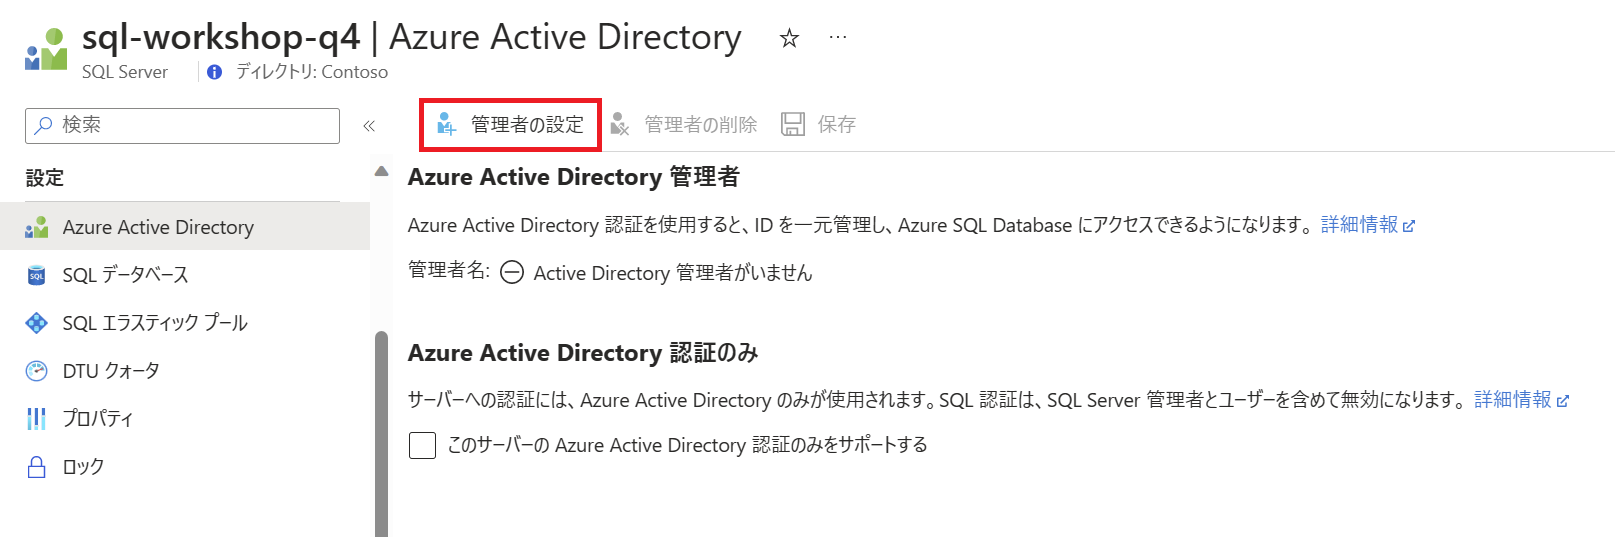 sql-workshop-q4 | Azure Active Directory ☆ ···
SQL Server ディレクトリ: Contoso
検索 «
管理者の設定 管理者の削除 保存
設定
Azure Active Directory
SQL データベース
SQL エラスティック プール
DTU クォータ
プロパティ
ロック
Azure Active Directory 管理者
Azure Active Directory 認証を使用すると、ID を一元管理し、Azure SQL Database にアクセスできるようになります。 詳細情報
管理者名: Active Directory 管理者がいません
Azure Active Directory 認証のみ
サーバーへの認証には、Azure Active Directory のみが使用されます。SQL 認証は、SQL Server 管理者とユーザーを含めて無効になります。 詳細情報
このサーバーの Azure Active Directory 認証のみをサポートする